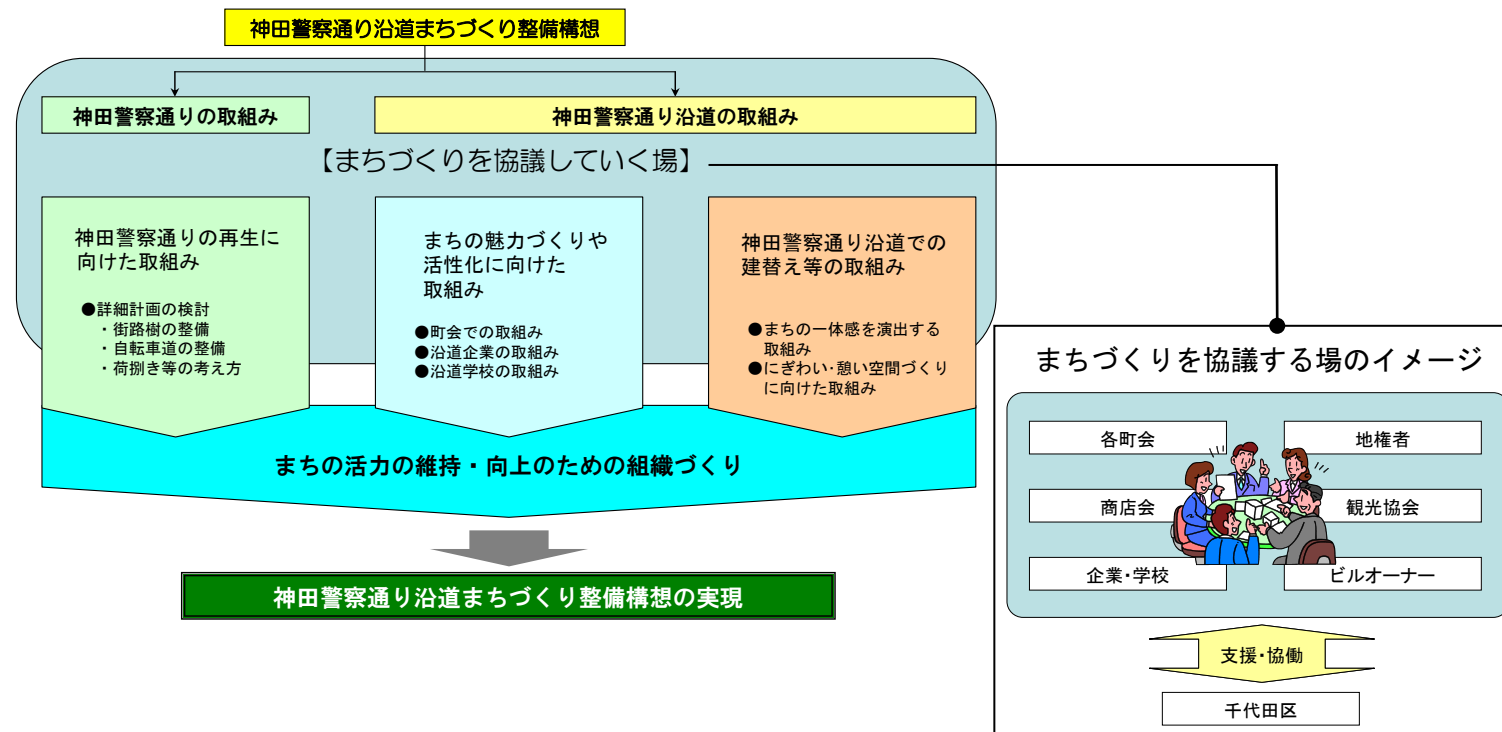 神田警察通り沿道まちづくり整備構想
神田警察通りの取組み
神田警察通り沿道の取組み
【まちづくりを協議していく場】
神田警察通りの再生に
向けた取組み
●詳細計画の検討
・街路樹の整備
・自転車道の整備
・荷捌き等の考え方
まちの魅力づくりや
活性化に向けた
取組み
●町会での取組み
●沿道企業の取組み
●沿道学校の取組み
神田警察通り沿道での
建替え等の取組み
●まちの一体感を演出する
取組み
●にぎわい・憩い空間づくり
に向けた取組み
まちの活力の維持・向上のための組織づくり
神田警察通り沿道まちづくり整備構想の実現
まちづくりを協議する場のイメージ
各町会
地権者
商店会
観光協会
企業・学校
ビルオーナー
支援・協働
千代田区